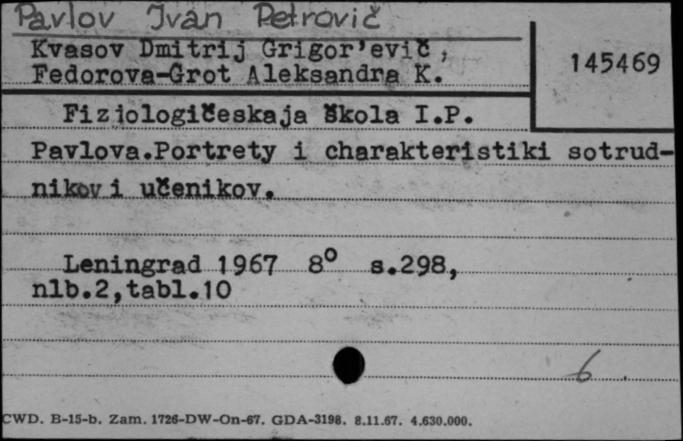 Pavlov Ivan Petrovič
Kvasov Dmitrij Grigor'evič,
Fedorova-Grot Aleksandra K.
145469
Fiziologičeskaja škola I.P.
Pavlova.Portrety i charakteristiki sotrud-
nikov i učenikov.
Leningrad 1967 8º s.298,
nlb.2,tabl.10
6
CWD. B-15-b. Zam. 1726-DW-On-67. GDA-3198. 8.11.67. 4.630.000.